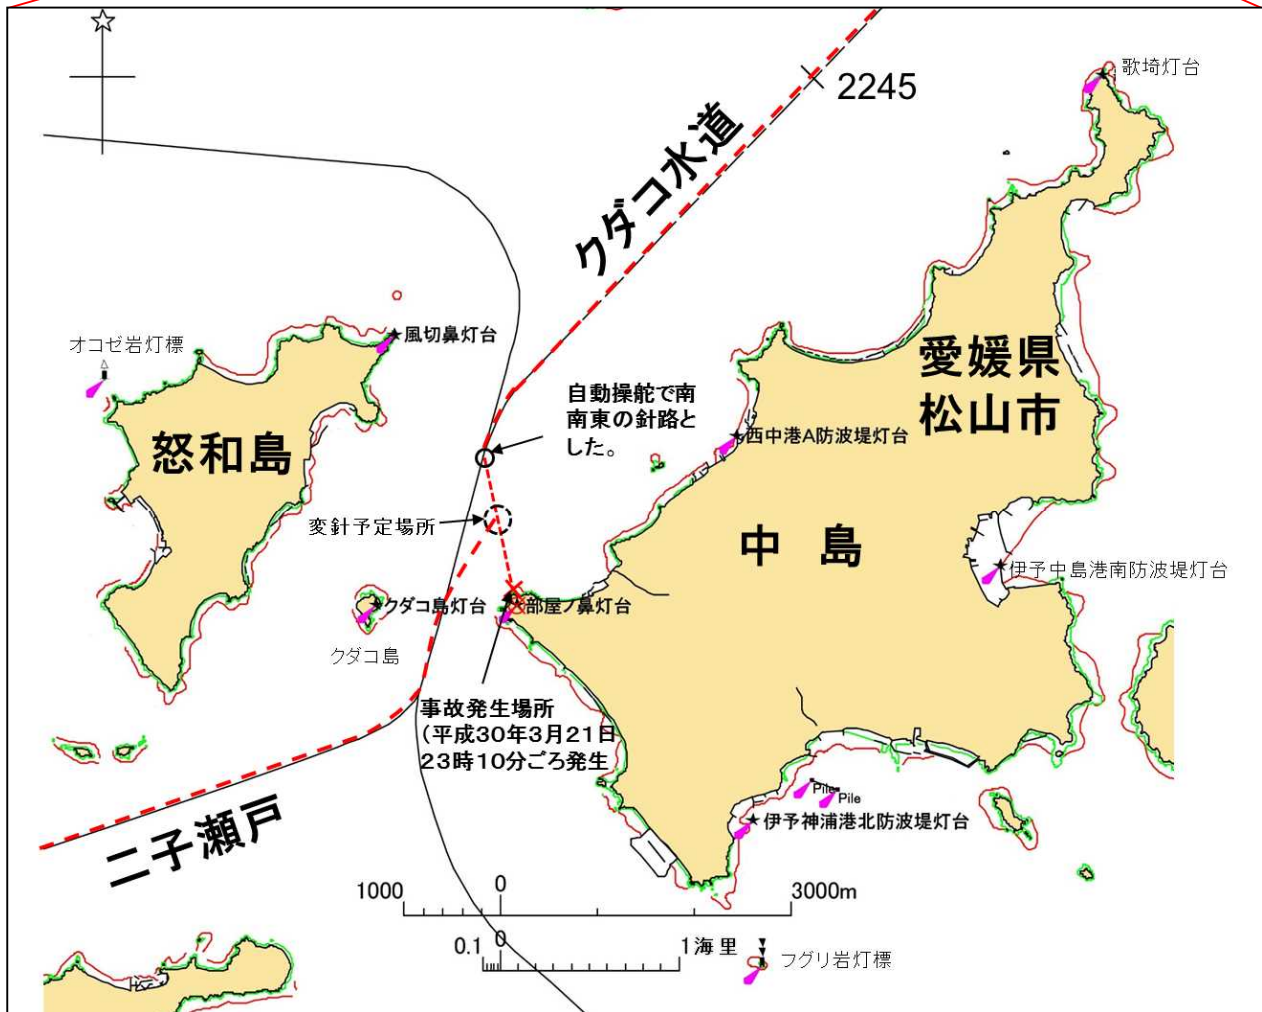 歌埼灯台
2245
クダコ水道
風切鼻灯台
オコゼ岩灯標
愛媛県
松山市
自動操舵で南
南東の針路と
した。
西中港A防波堤灯台
怒和島
変針予定場所
中島
伊予中島港南防波堤灯台
クダコ島灯台
部屋ノ鼻灯台
クダコ島
事故発生場所
(平成30年3月21日
23時10分ごろ発生
Pile
Pile
伊予神浦港北防波堤灯台
二子瀬戸
1000
0
3000m
0.1
0
1海里
フグリ岩灯標